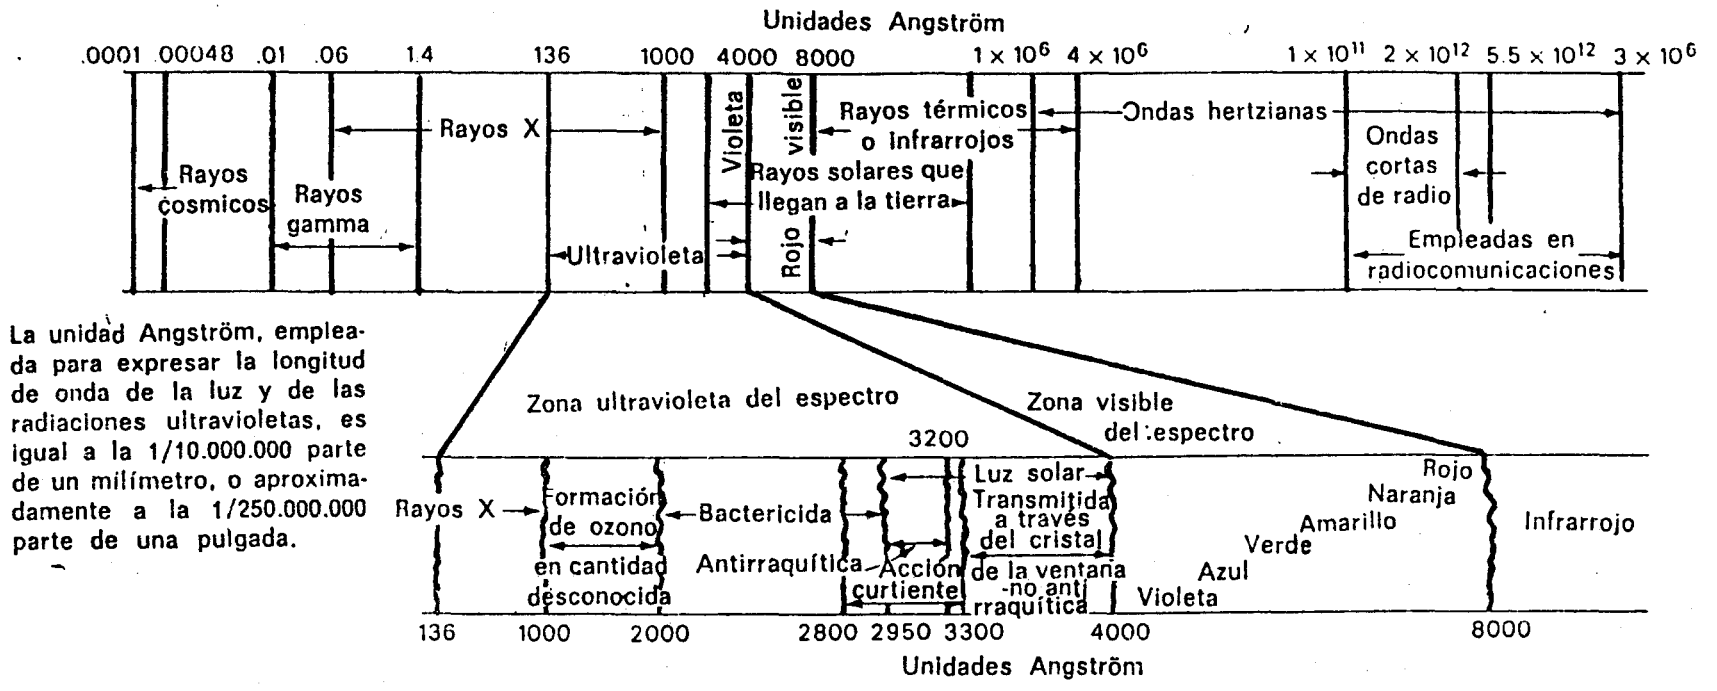 Unidades Angström
.0001 .00048 .01 .06 1.4 136 1000 4000 8000 1 × 10⁶ 4 × 10⁶ 1 × 10¹¹ 2 × 10¹² 5.5 × 10¹² 3 × 10⁶
Rayos
cosmicos
Rayos
gamma
Rayos X
Ultravioleta
Violeta
Rojo visible
Rayos térmicos
o infrarrojos
Rayos solares que
llegan a la tierra
Ondas hertzianas
Ondas
cortas
de radio
Empleadas en
radiocomunicaciones
La unidad Angström, emplea-
da para expresar la longitud
de onda de la luz y de las
radiaciones ultravioletas, es
igual a la 1/10.000.000 parte
de un milímetro, o aproxima-
damente a la 1/250.000.000
parte de una pulgada.
Zona ultravioleta del espectro
Zona visible
del espectro
3200
Rayos X
Formación
de ozono
en cantidad
desconocida
Bactericida
Antirraquítica
Acción
curtiente
Luz solar
Transmitida
a través
del cristal
de la ventana
-no anti
rraquítica
Rojo
Naranja
Amarillo
Verde
Azul
Violeta
Infrarrojo
136 1000 2000 2800 2950 3300 4000 8000
Unidades Angström